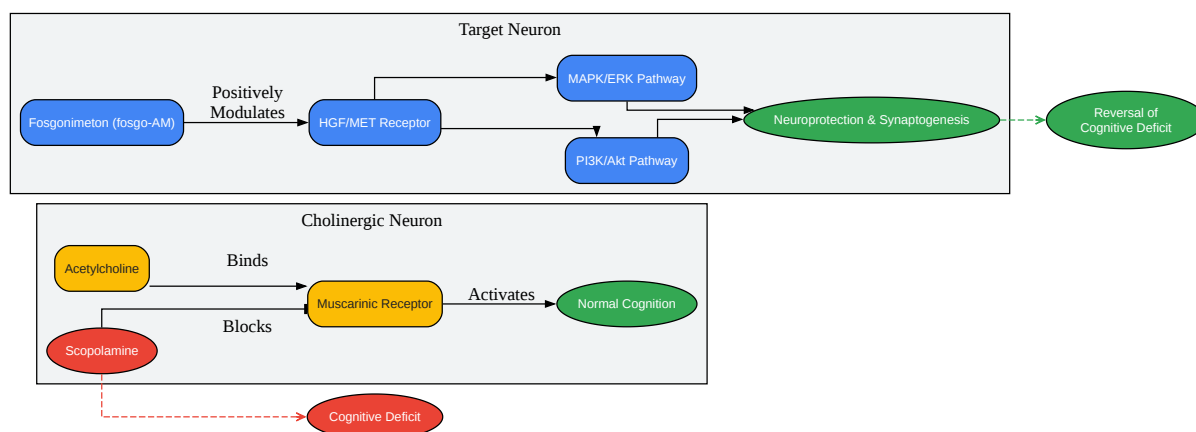 Target Neuron
Fosgonimeton (fosgo-AM)
Positively
Modulates
HGF/MET Receptor
MAPK/ERK Pathway
PI3K/Akt Pathway
Neuroprotection & Synaptogenesis
Reversal of
Cognitive Deficit
Cholinergic Neuron
Acetylcholine
Binds
Muscarinic Receptor
Activates
Normal Cognition
Blocks
Scopolamine
Cognitive Deficit